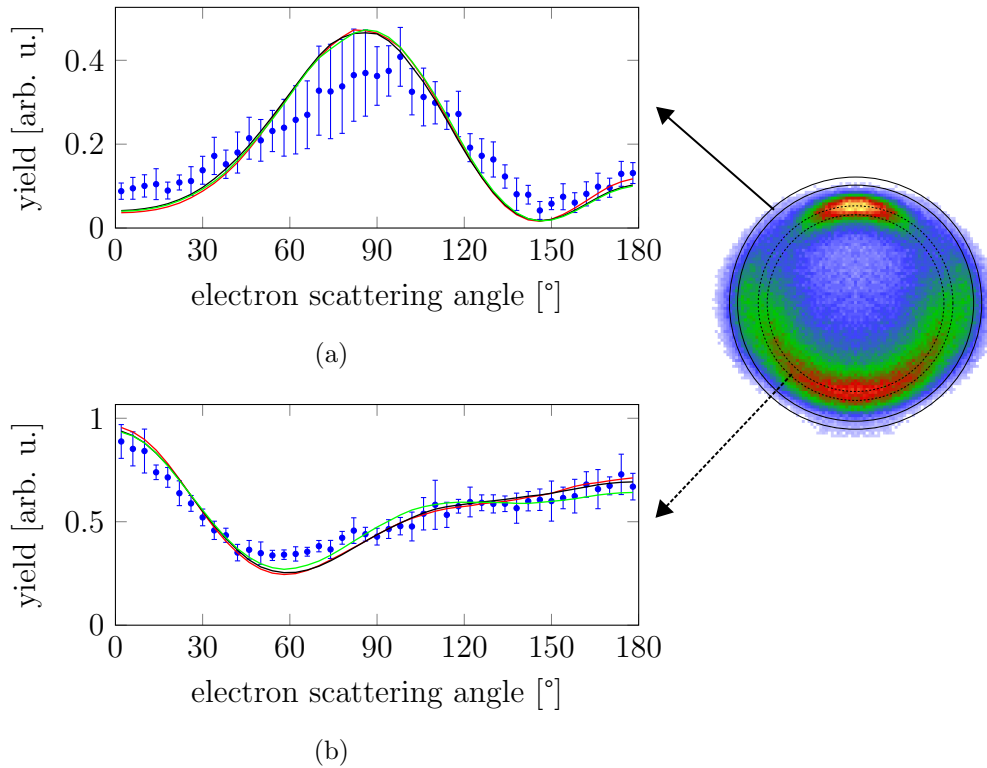 0.4
0.2
0
yield [arb. u.]
0 30 60 90 120 150 180
electron scattering angle [°]
(a)
1
0.5
0
yield [arb. u.]
0 30 60 90 120 150 180
electron scattering angle [°]
(b)